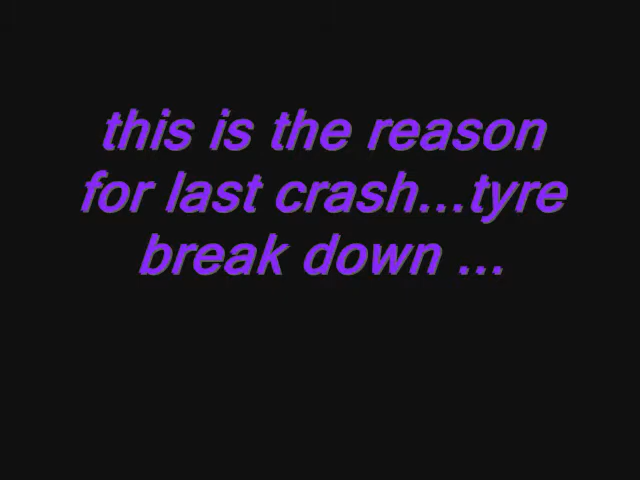 this is the reason
for last crash...tyre
break down ...